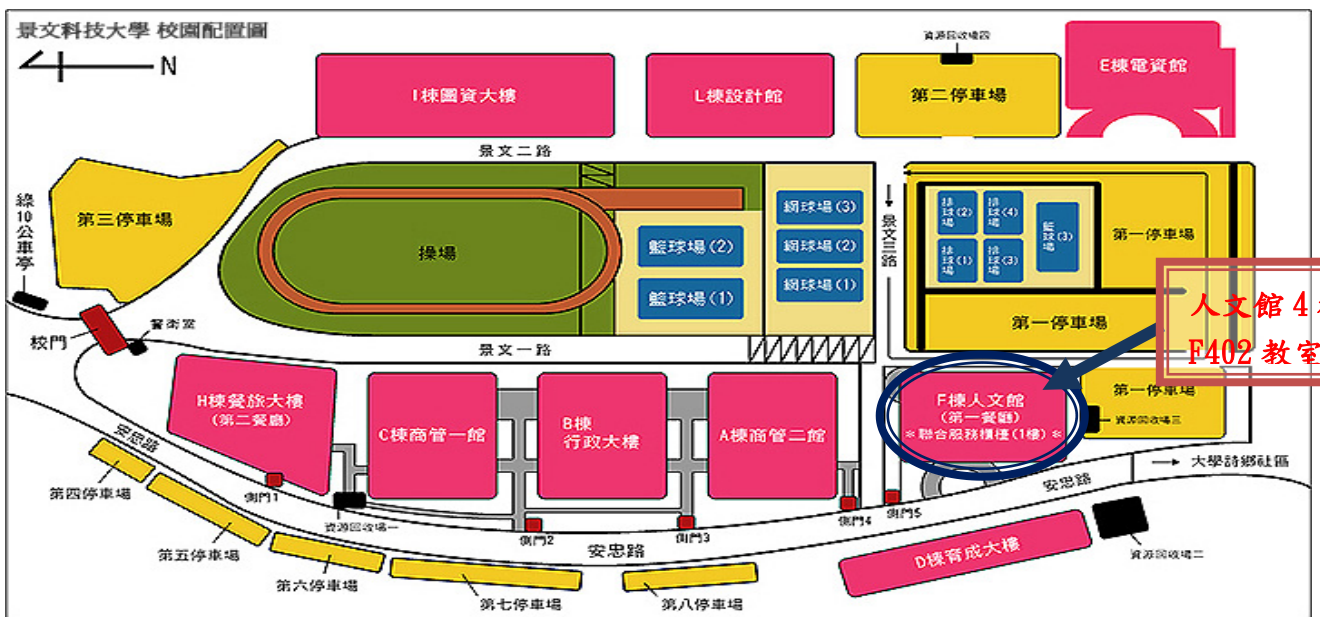 景文科技大學 校園配置圖
N
資源回收場四
E棟電資館
I棟圖資大樓
L棟設計館
第二停車場
景文二路
第三停車場
綠10公車亭
操場
籃球場(2)
籃球場(1)
網球場(3)
網球場(2)
網球場(1)
景文三路
排球場(2)
排球場(4)
籃球場(3)
排球場(1)
排球場(3)
第一停車場
第一停車場
人文館 4
F402 教室
校門
警衛室
景文一路
H棟餐旅大樓
(第二餐廳)
C棟商管一館
B棟
行政大樓
A棟商管二館
F棟人文館
(第一餐廳)
*聯合服務櫃檯(1樓)*
第一停車場
資源回收場三
大學詩鄉社區
安忠路
安忠路
第四停車場
側門1
資源回收場一
側門2
側門3
側門4
側門5
安忠路
D棟育成大樓
資源回收場二
第五停車場
第六停車場
第七停車場
第八停車場